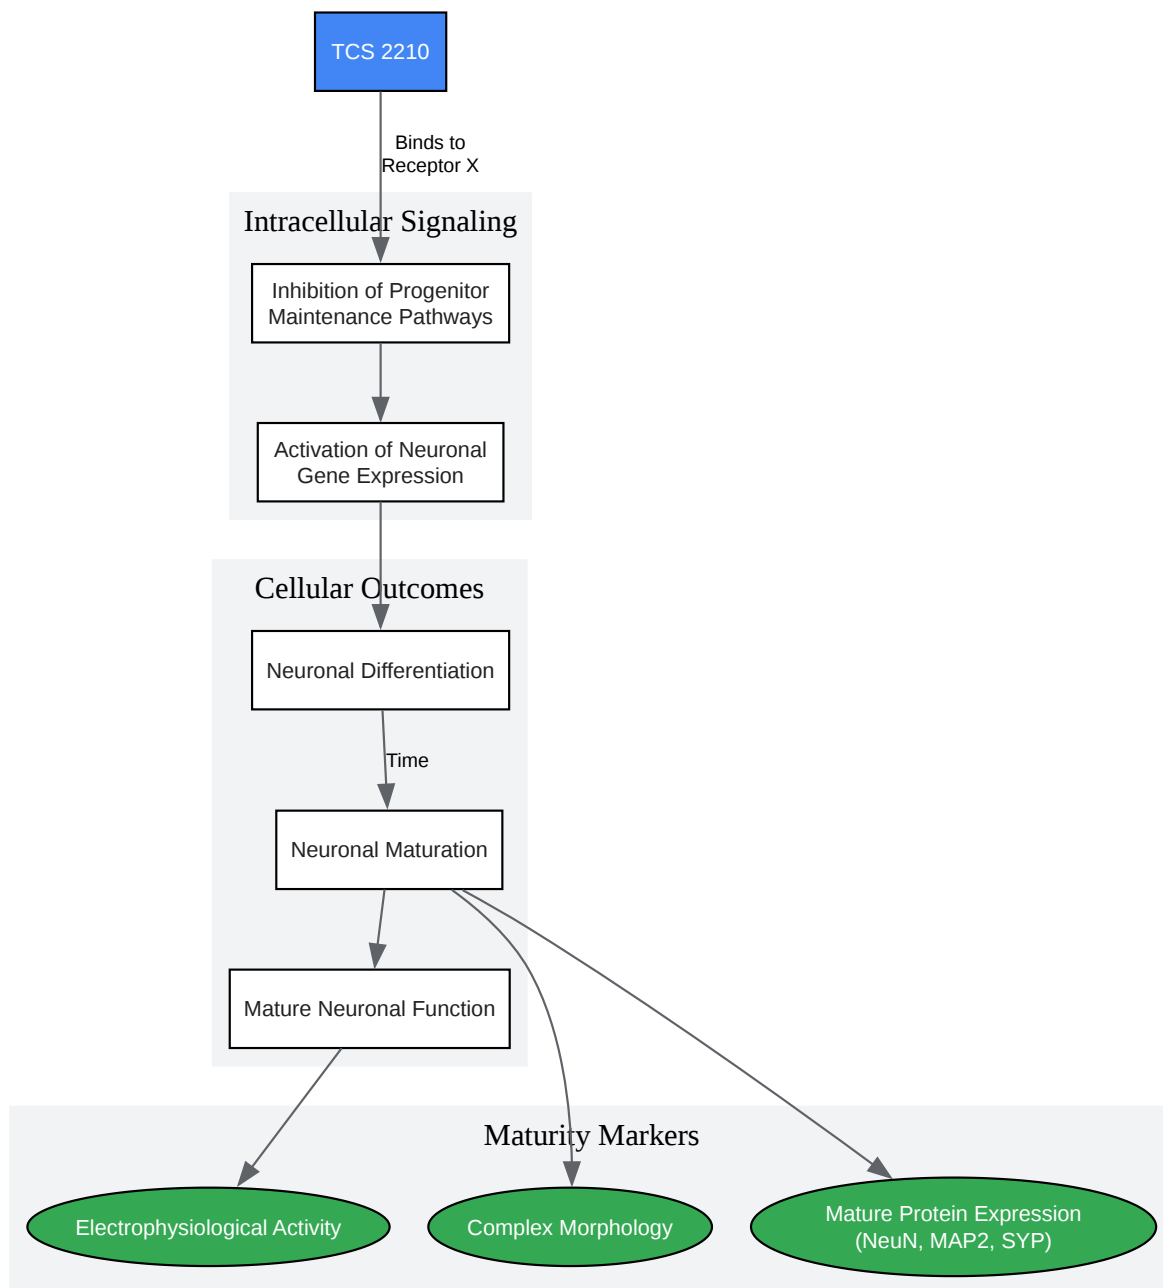 TCS 2210
Binds to
Receptor X
Intracellular Signaling
Inhibition of Progenitor
Maintenance Pathways
Activation of Neuronal
Gene Expression
Cellular Outcomes
Neuronal Differentiation
Time
Neuronal Maturation
Mature Neuronal Function
Maturity Markers
Electrophysiological Activity
Complex Morphology
Mature Protein Expression
(NeuN, MAP2, SYP)